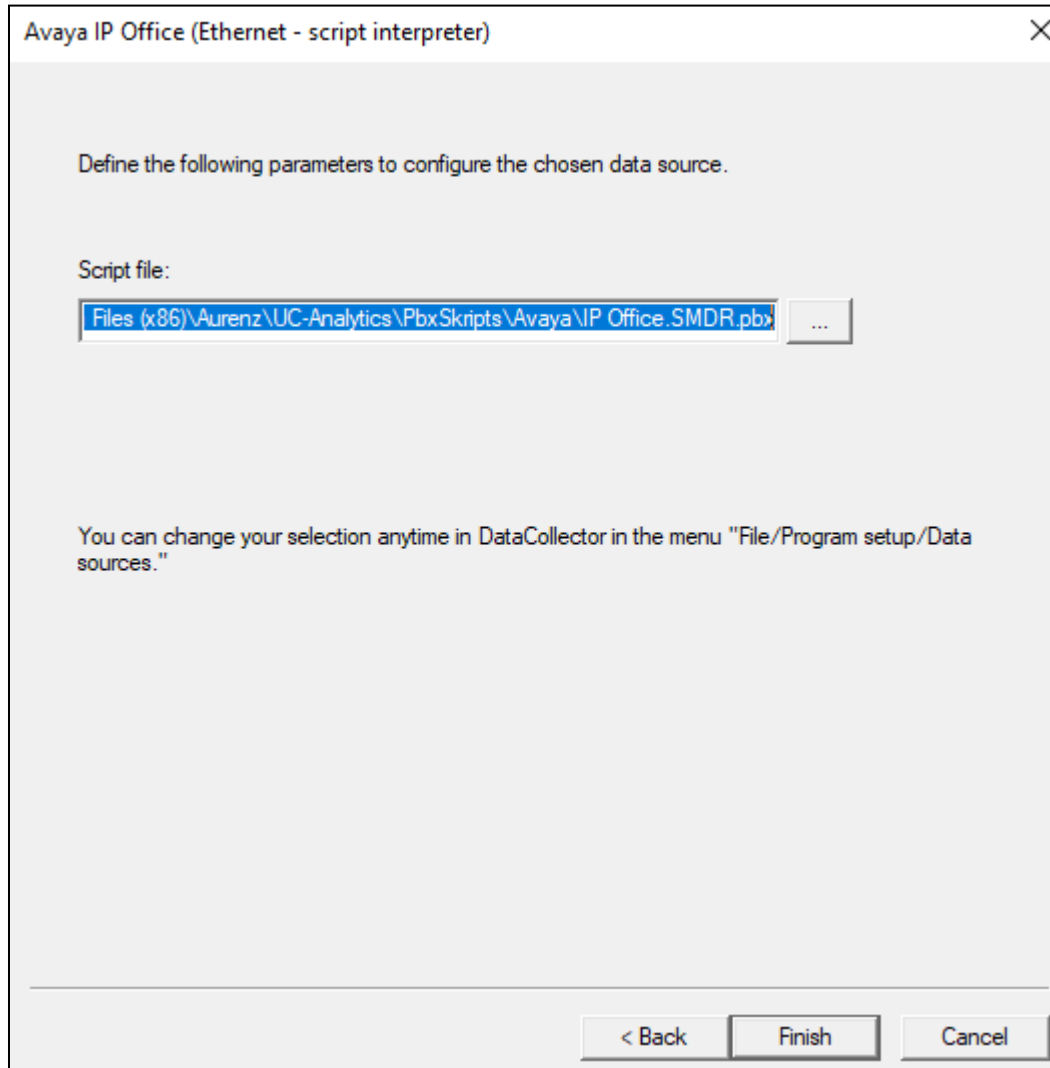 Avaya IP Office (Ethernet - script interpreter)
Define the following parameters to configure the chosen data source.
Script file:
Files (x86)\Aurenz\UC-Analytics\PbxSkripts\Avaya\IP Office.SMDR.pbx
...
You can change your selection anytime in DataCollector in the menu "File/Program setup/Data
sources."
< Back
Finish
Cancel